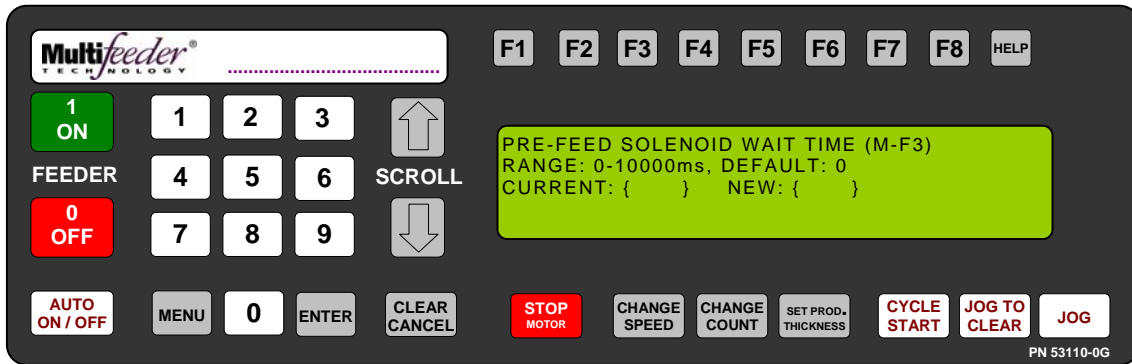 Multifeeder®
TECHNOLOGY
F1 F2 F3 F4 F5 F6 F7 F8 HELP
1
ON
1 2 3
FEEDER
4 5 6
SCROLL
0
OFF
7 8 9
PRE-FEED SOLENOID WAIT TIME (M-F3)
RANGE: 0-10000ms, DEFAULT: 0
CURRENT: { } NEW: { }
AUTO
ON / OFF
MENU
0
ENTER
CLEAR
CANCEL
STOP
MOTOR
CHANGE
SPEED
CHANGE
COUNT
SET PROD.
THICKNESS
CYCLE
START
JOG TO
CLEAR
JOG
PN 53110-0G